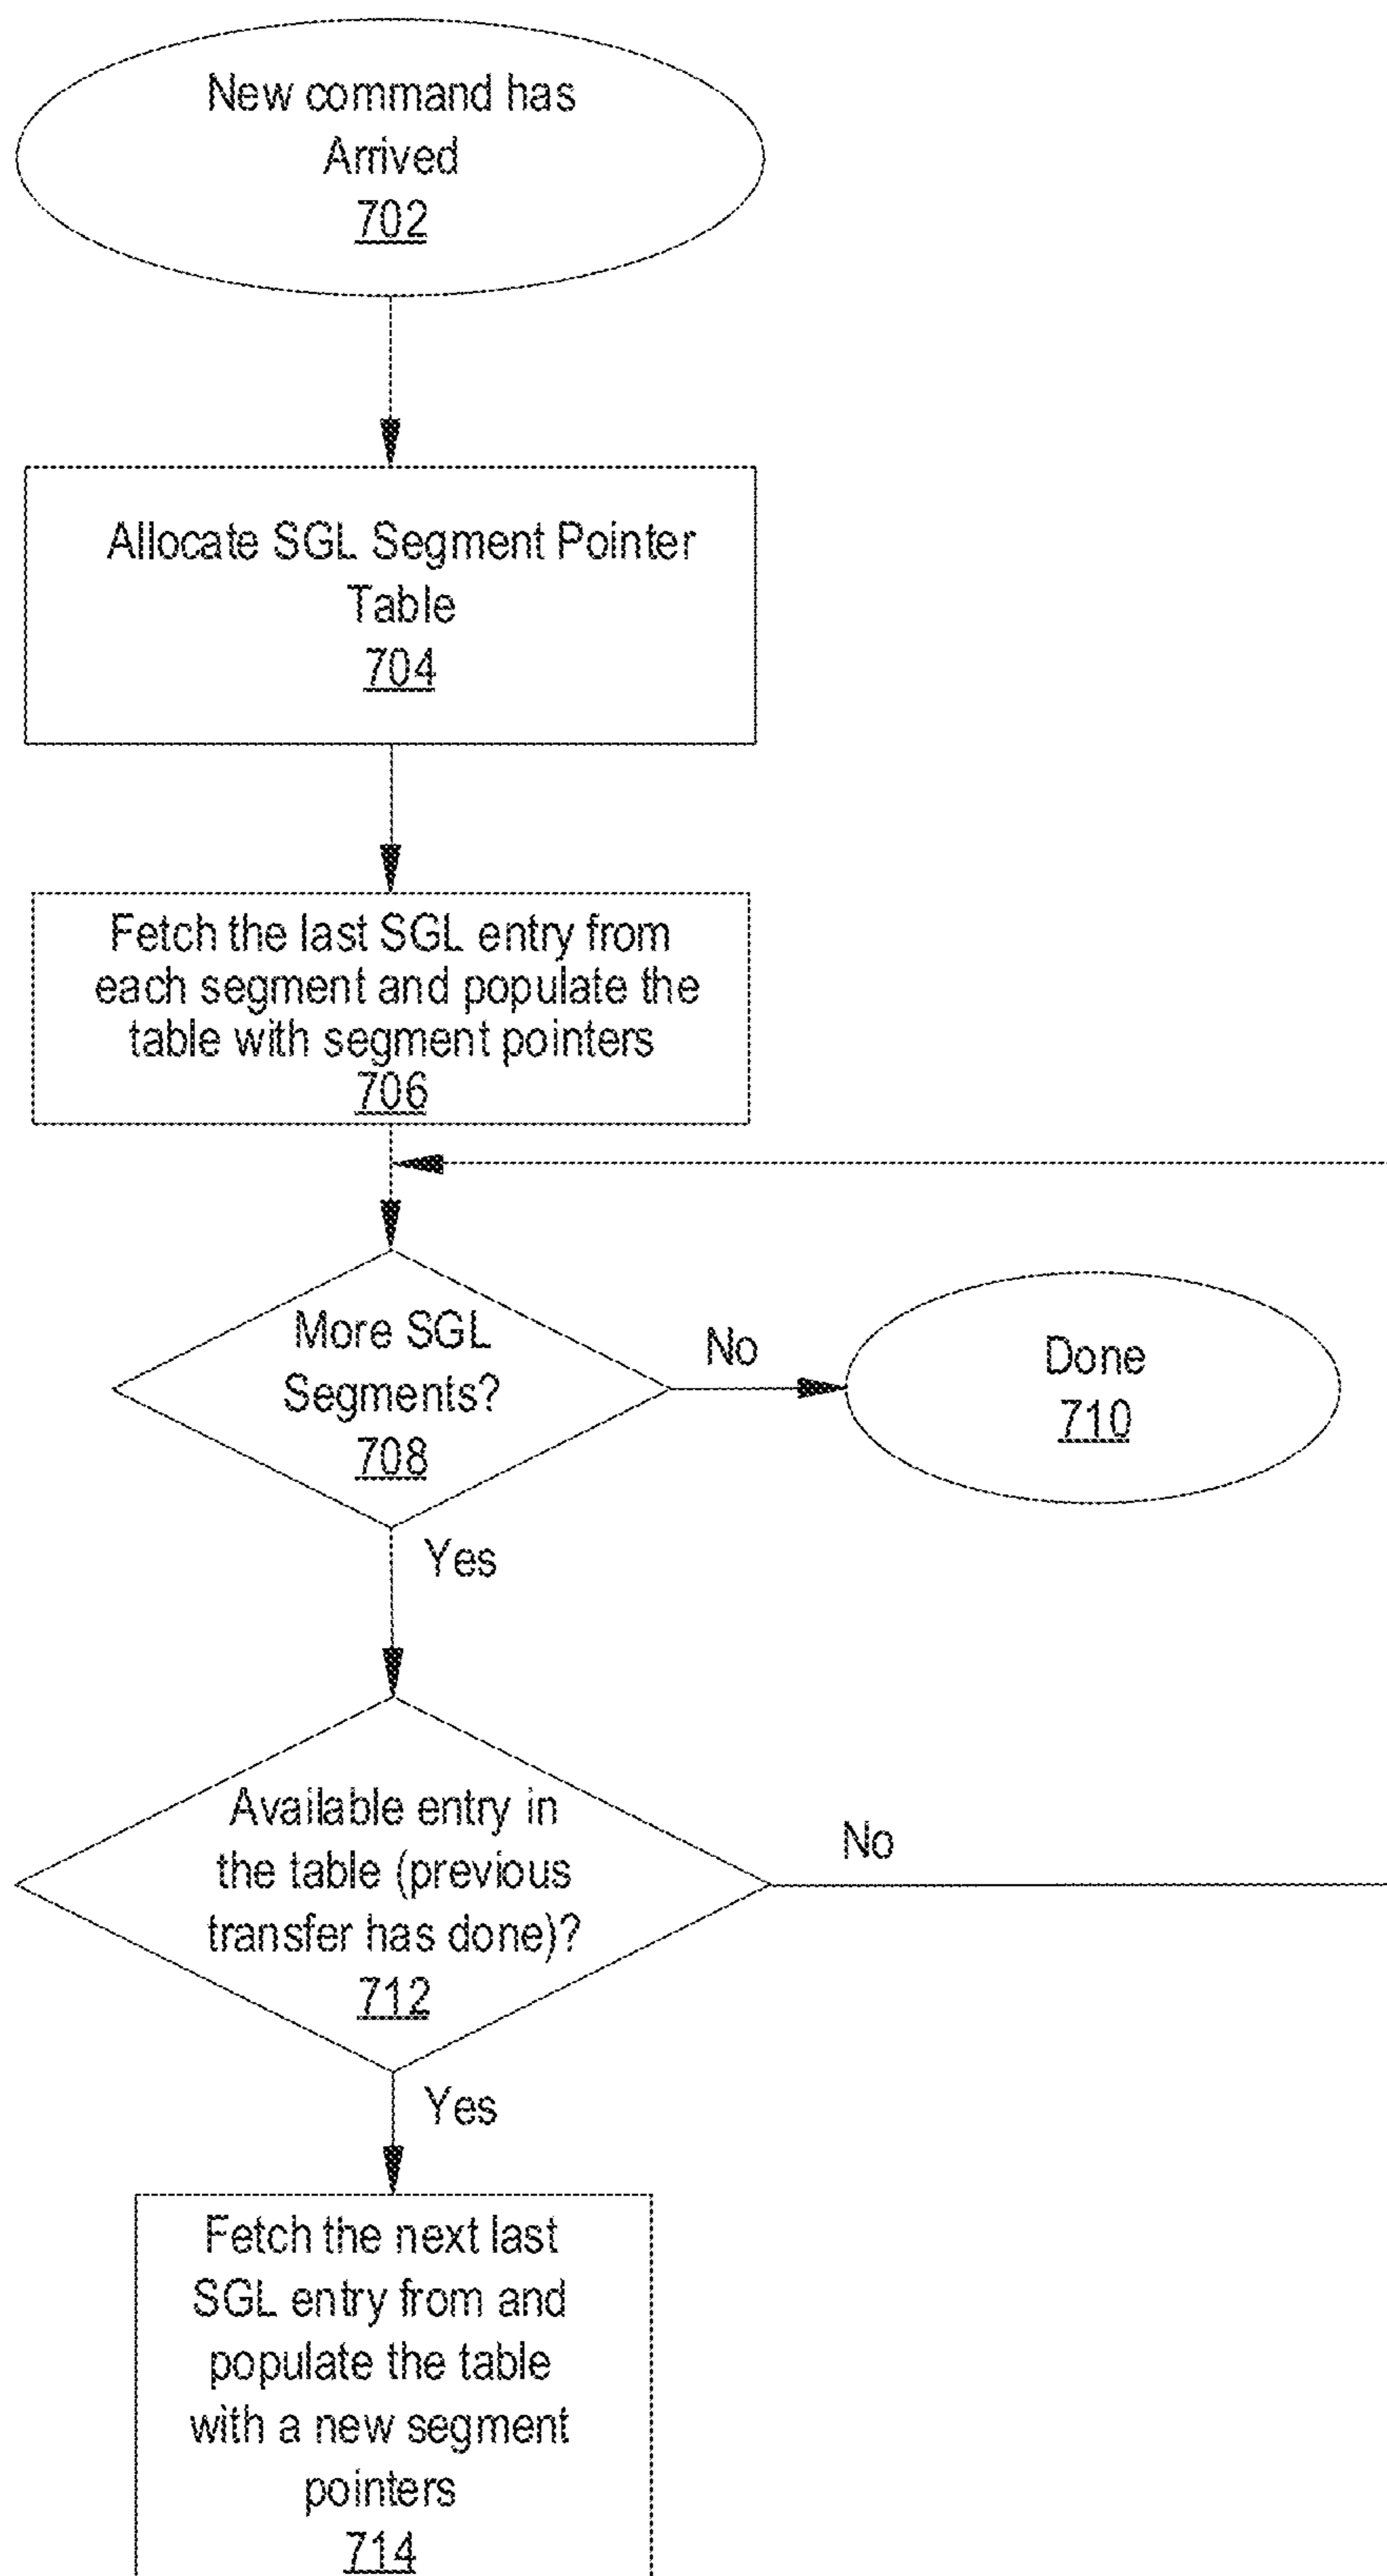 New command has
Arrived
702
Allocate SGL Segment Pointer
Table
704
Fetch the last SGL entry from
each segment and populate the
table with segment pointers
706
More SGL
Segments?
708
No
Done
710
Yes
Available entry in
the table (previous
transfer has done)?
712
No
Yes
Fetch the next last
SGL entry from and
populate the table
with a new segment
pointers
714